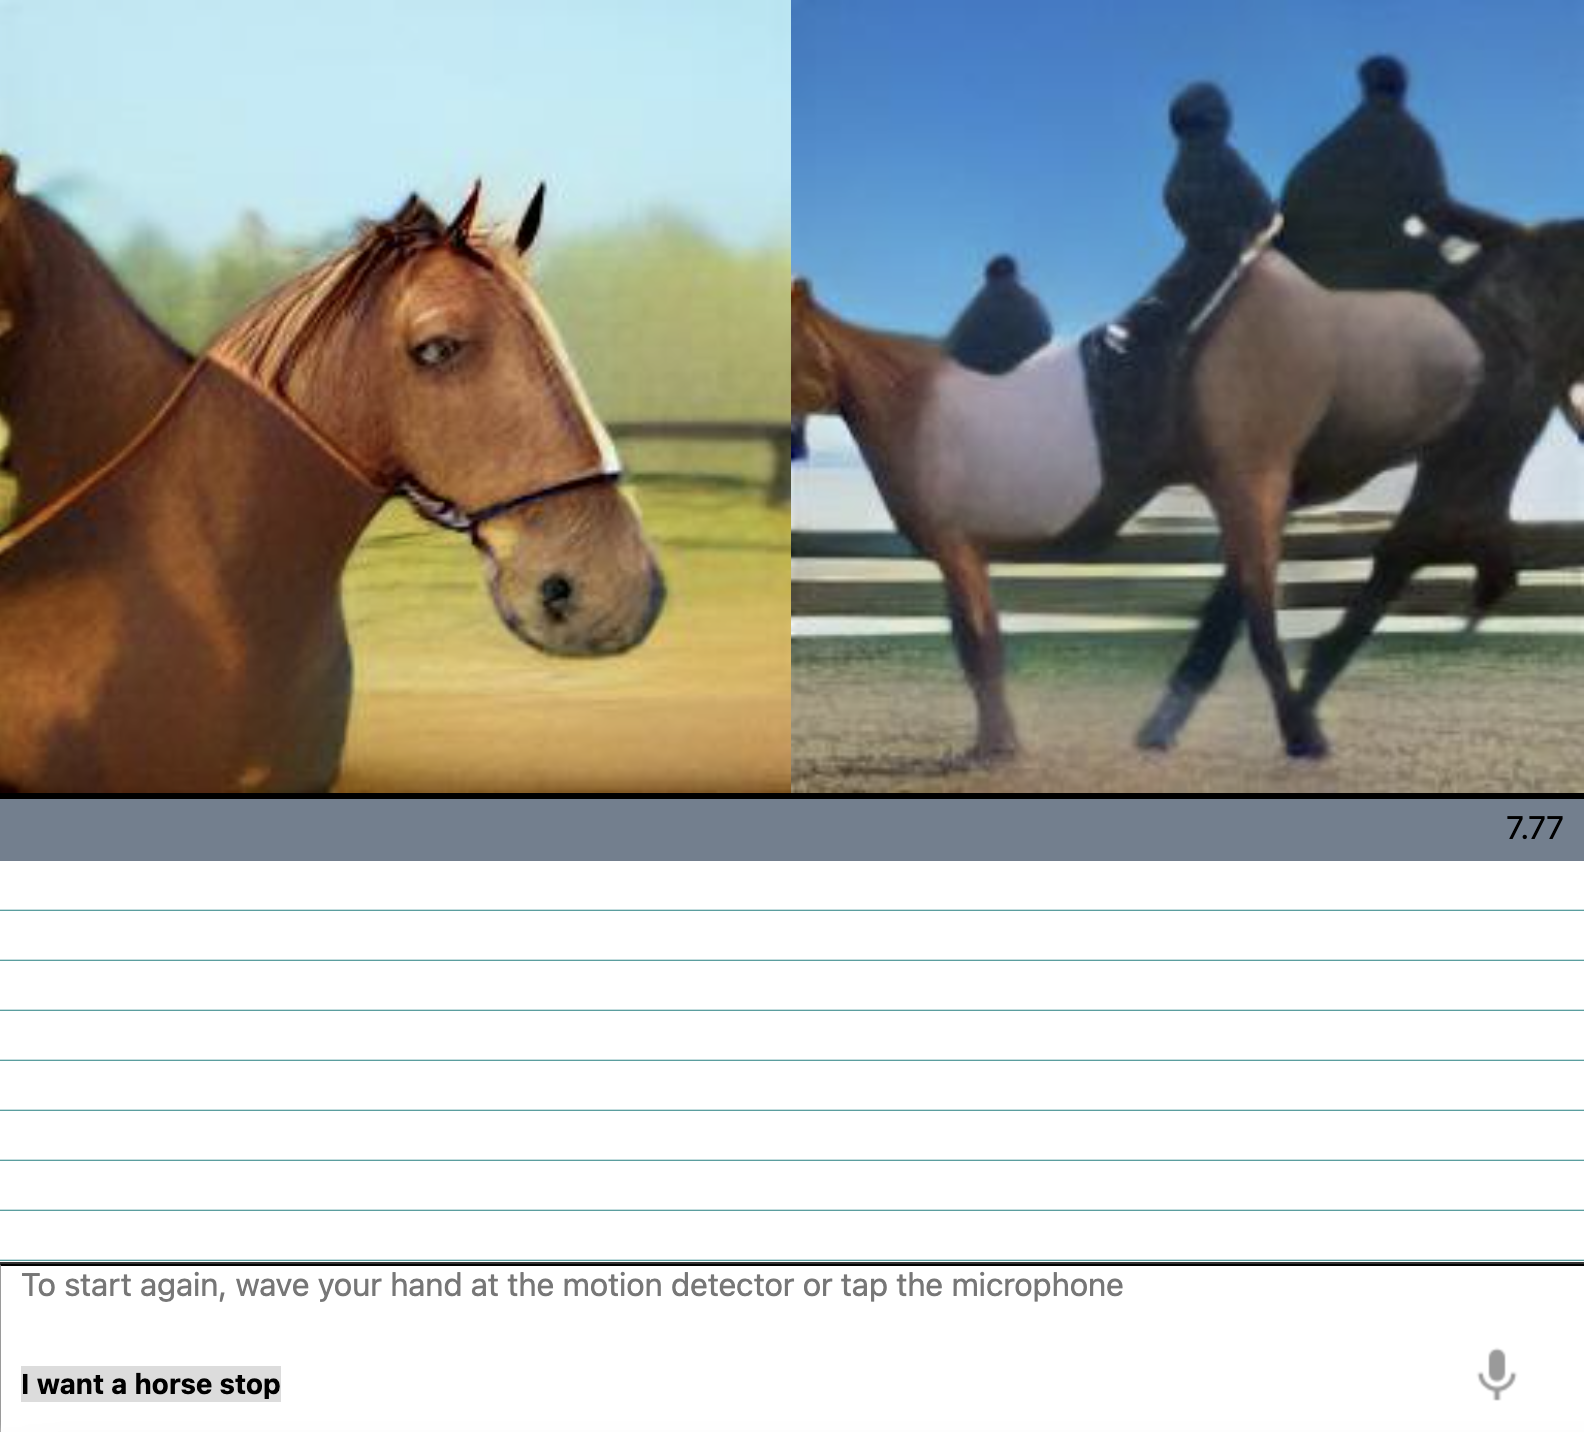 7.77
To start again, wave your hand at the motion detector or tap the microphone
I want a horse stop